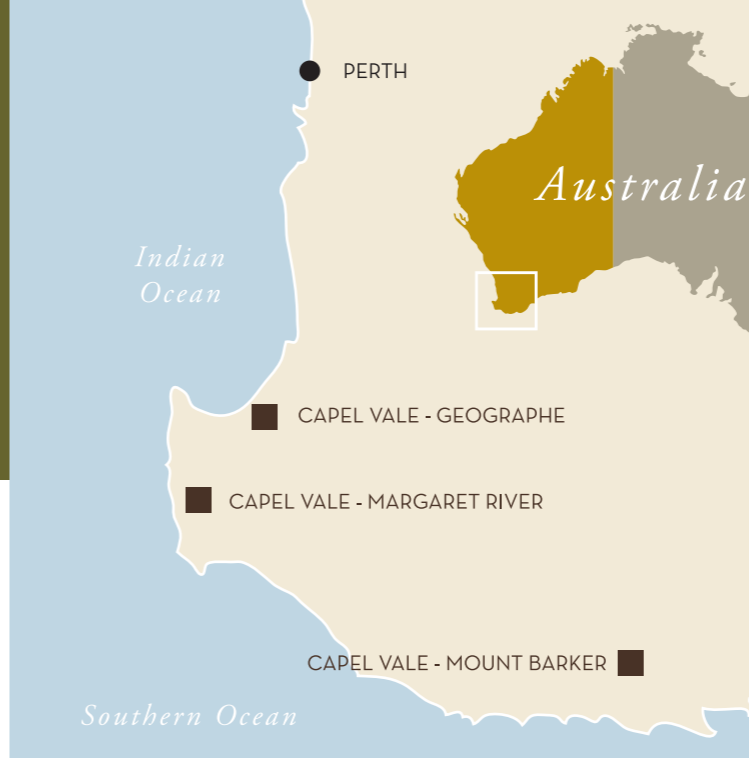 PERTH
Australia
Indian
Ocean
CAPEL VALE - GEOGRAPHE
CAPEL VALE - MARGARET RIVER
CAPEL VALE - MOUNT BARKER
Southern Ocean